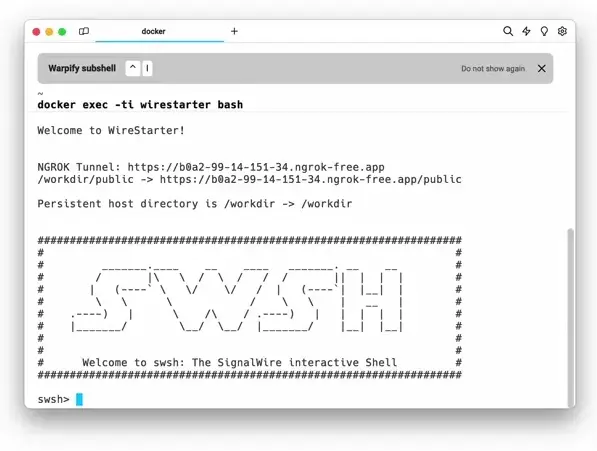 docker
Warpify subshell ^ I Do not show again
~
docker exec -ti wirestarter bash
Welcome to WireStarter!
NGROK Tunnel: https://b0a2-99-14-151-34.ngrok-free.app
/workdir/public -> https://b0a2-99-14-151-34.ngrok-free.app/public
Persistent host directory is /workdir -> /workdir
##################################################################
SWSH
# Welcome to swsh: The SignalWire interactive Shell #
##################################################################
swsh>